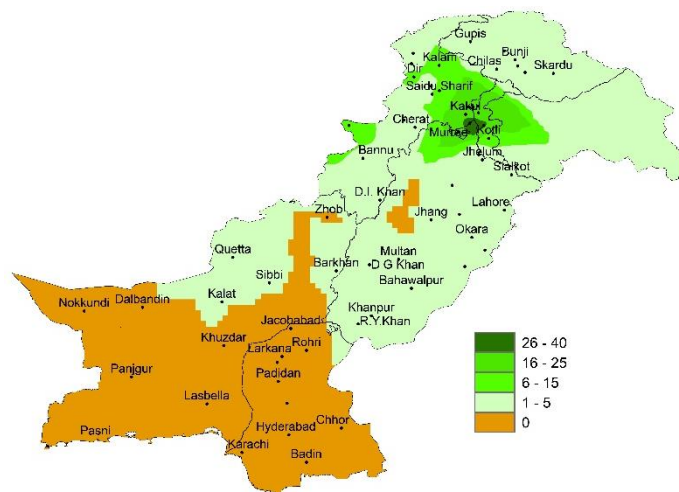 Gupis
Kalam
Bunji
Chilas
Skardu
Dir
Saidu Sharif
Kakul
Cherat
Murree
Kotli
Bannu
Jhelum
Sialkot
D.I. Khan
Zhob
Jhang
Lahore
Okara
Quetta
Multan
Barkhan
D G Khan
Sibbi
Bahawalpur
Kalat
Nokkundi
Dalbandin
Khanpur
R.Y.Khan
Jacobabad
Khuzdar
Larkana
Rohri
Panjgur
Padidan
Lasbella
Chhor
Pasni
Hyderabad
Karachi
Badin
26 - 40
16 - 25
6 - 15
1 - 5
0